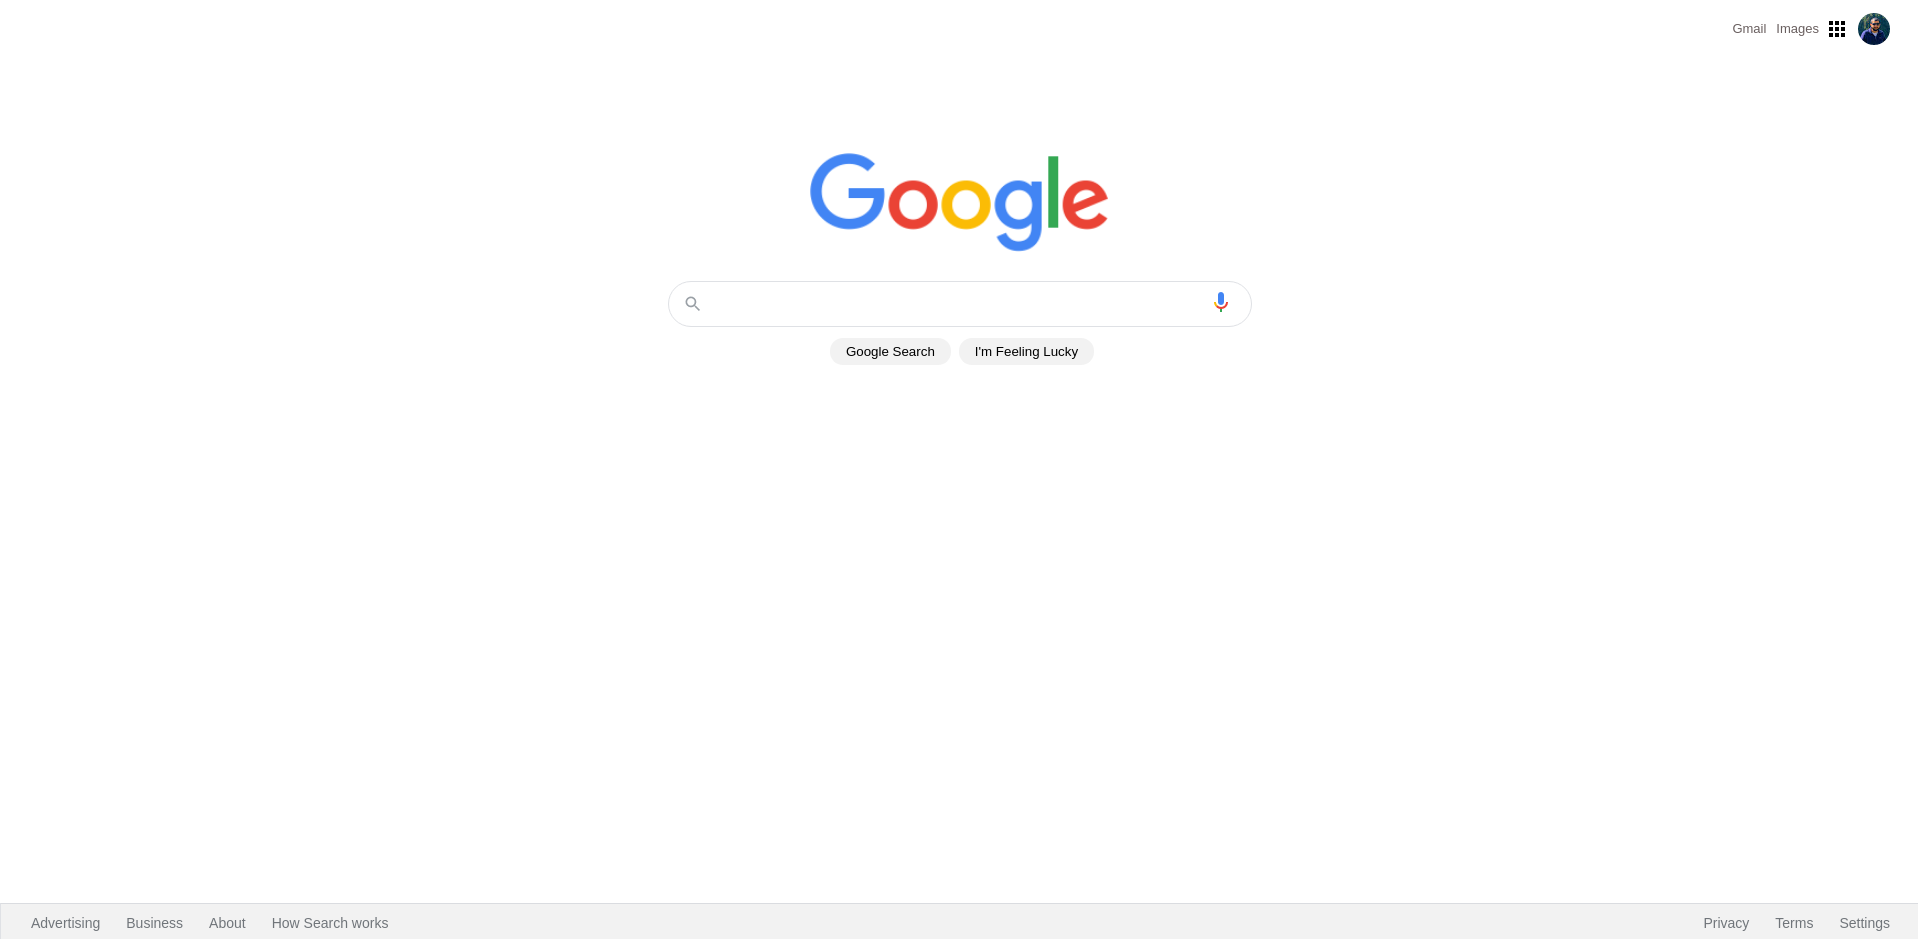 Gmail Images
Google
Google Search I'm Feeling Lucky
Advertising Business About How Search works Privacy Terms Settings